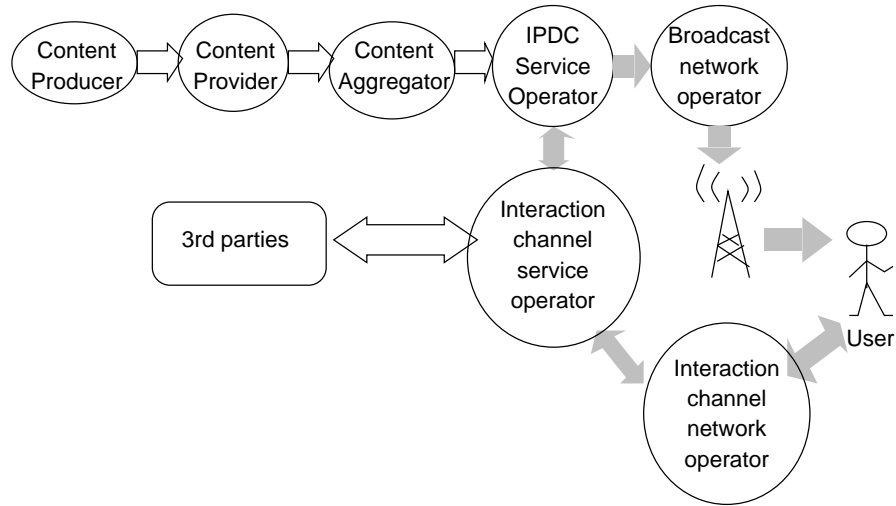 Content
Producer
Content
Provider
Content
Aggregator
IPDC
Service
Operator
Broadcast
network
operator
3rd parties
Interaction
channel
service
operator
User
Interaction
channel
network
operator